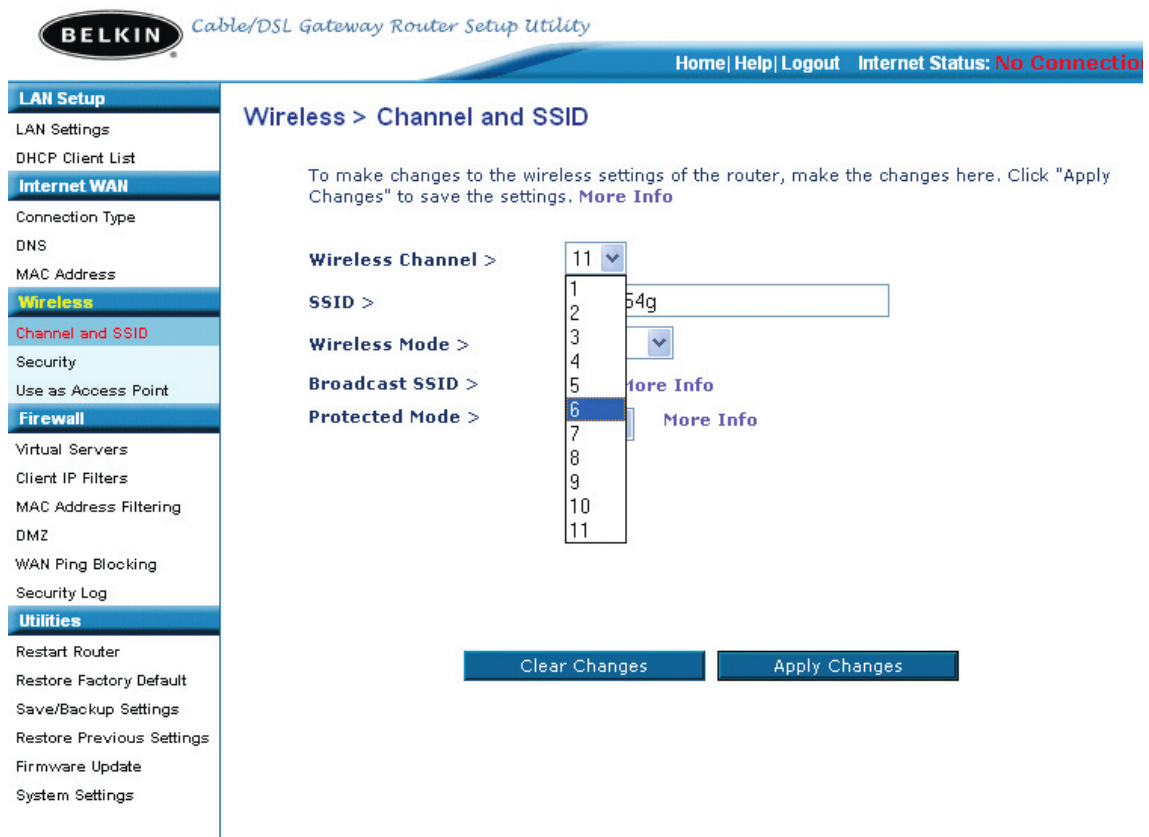 BELKIN
Cable/DSL Gateway Router Setup Utility
Home| Help| Logout Internet Status: No Connectio
LAN Setup
LAN Settings
DHCP Client List
Internet WAN
Connection Type
DNS
MAC Address
Wireless
Channel and SSID
Security
Use as Access Point
Firewall
Virtual Servers
Client IP Filters
MAC Address Filtering
DMZ
WAN Ping Blocking
Security Log
Utilities
Restart Router
Restore Factory Default
Save/Backup Settings
Restore Previous Settings
Firmware Update
System Settings
Wireless > Channel and SSID
To make changes to the wireless settings of the router, make the changes here. Click "Apply
Changes" to save the settings. More Info
Wireless Channel > 11
1
2
3
4
5
6
7
8
9
10
11
SSID > 54g
Wireless Mode >
Broadcast SSID > More Info
Protected Mode > More Info
Clear Changes Apply Changes